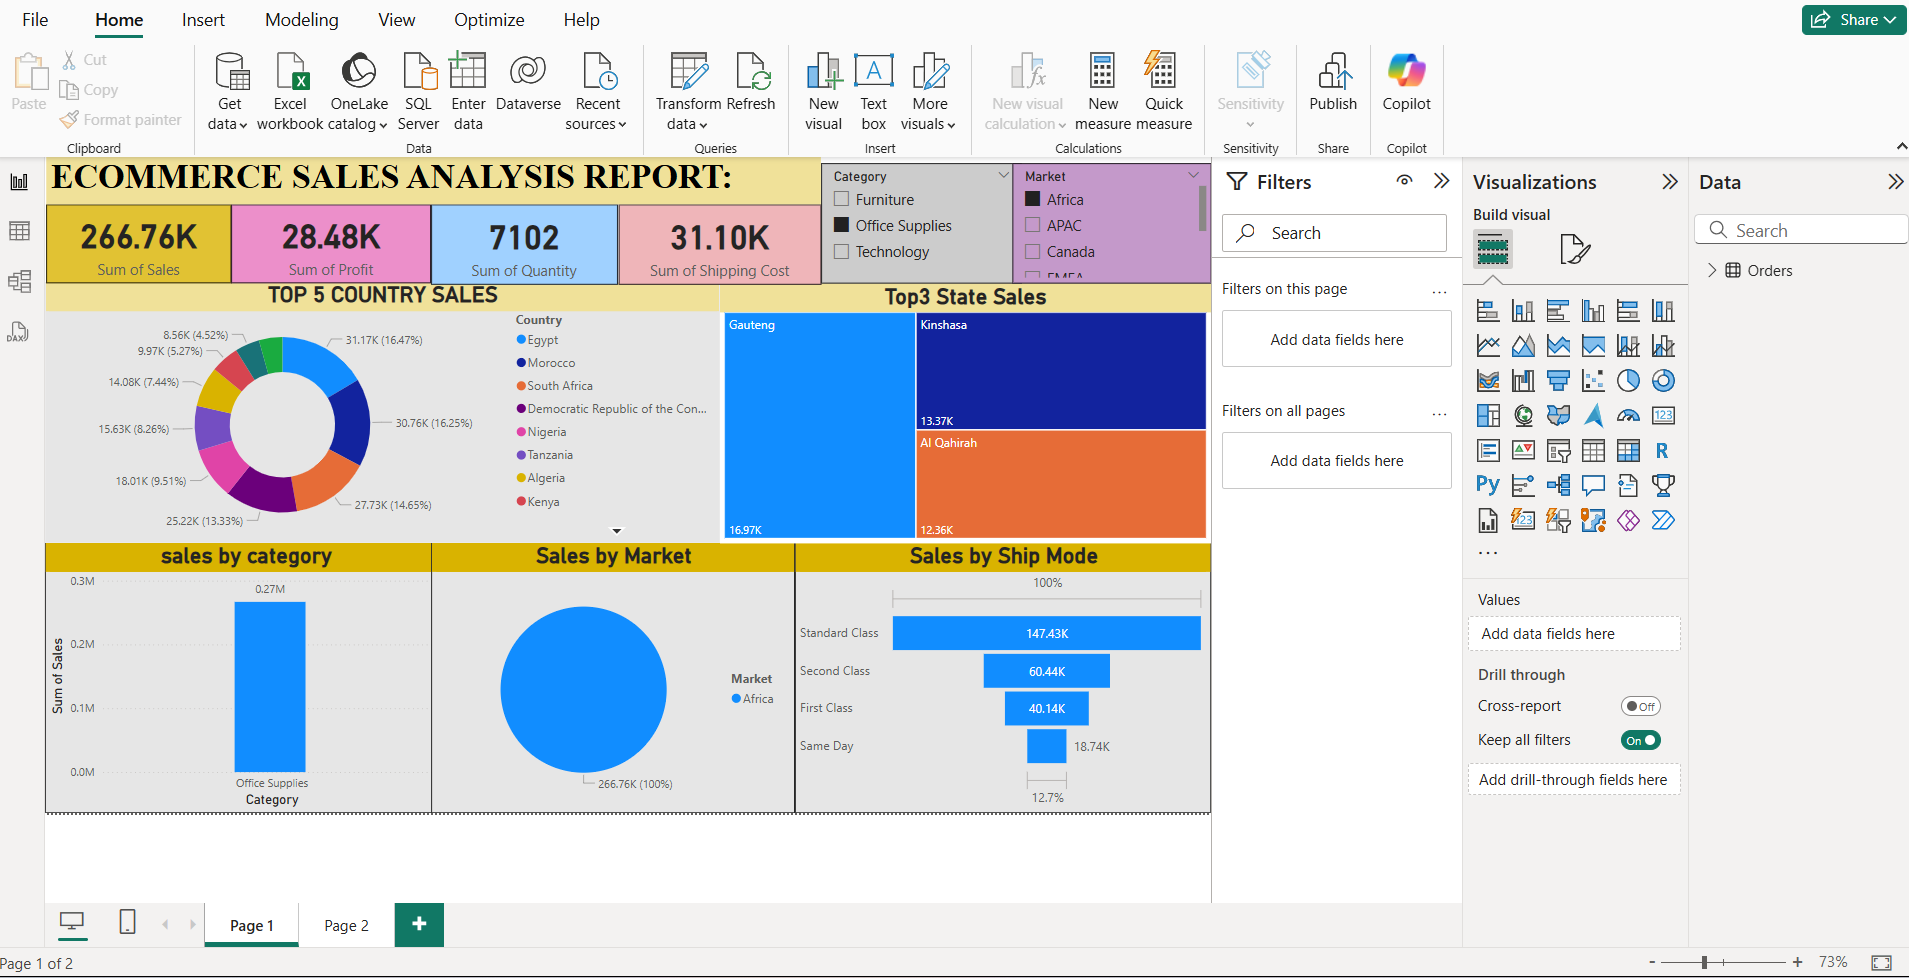 File Home Insert Modeling View Optimize Help
Share
Paste
Cut
Copy
Format painter
Clipboard
Get data
Excel workbook
OneLake catalog
SQL Server
Enter data
Dataverse
Recent sources
Data
Transform data
Refresh
Queries
New visual
Text box
More visuals
Insert
New visual calculation
New measure
Quick measure
Calculations
Sensitivity
Sensitivity
Publish
Share
Copilot
Copilot
ECOMMERCE SALES ANALYSIS REPORT:
266.76K
Sum of Sales
28.48K
Sum of Profit
7102
Sum of Quantity
31.10K
Sum of Shipping Cost
Category
Furniture
Office Supplies
Technology
Market
Africa
APAC
Canada
EMEA
TOP 5 COUNTRY SALES
31.17K (16.47%)
30.76K (16.25%)
27.73K (14.65%)
25.22K (13.33%)
18.01K (9.51%)
15.63K (8.26%)
14.08K (7.44%)
9.97K (5.27%)
8.56K (4.52%)
Country
Egypt
Morocco
South Africa
Democratic Republic of the Con...
Nigeria
Tanzania
Algeria
Kenya
Top3 State Sales
Gauteng
16.97K
Kinshasa
13.37K
Al Qahirah
12.36K
sales by category
Sum of Sales
0.3M
0.2M
0.1M
0.0M
0.27M
Office Supplies
Category
Sales by Market
Market
Africa
266.76K (100%)
Sales by Ship Mode
100%
Standard Class 147.43K
Second Class 60.44K
First Class 40.14K
Same Day 18.74K
12.7%
Filters
Search
Filters on this page ...
Add data fields here
Filters on all pages ...
Add data fields here
Visualizations
Build visual
123
R
Py
123
...
Values
Add data fields here
Drill through
Cross-report Off
Keep all filters On
Add drill-through fields here
Data
Search
Orders
DAX
Page 1 Page 2 +
Page 1 of 2
- + 73%